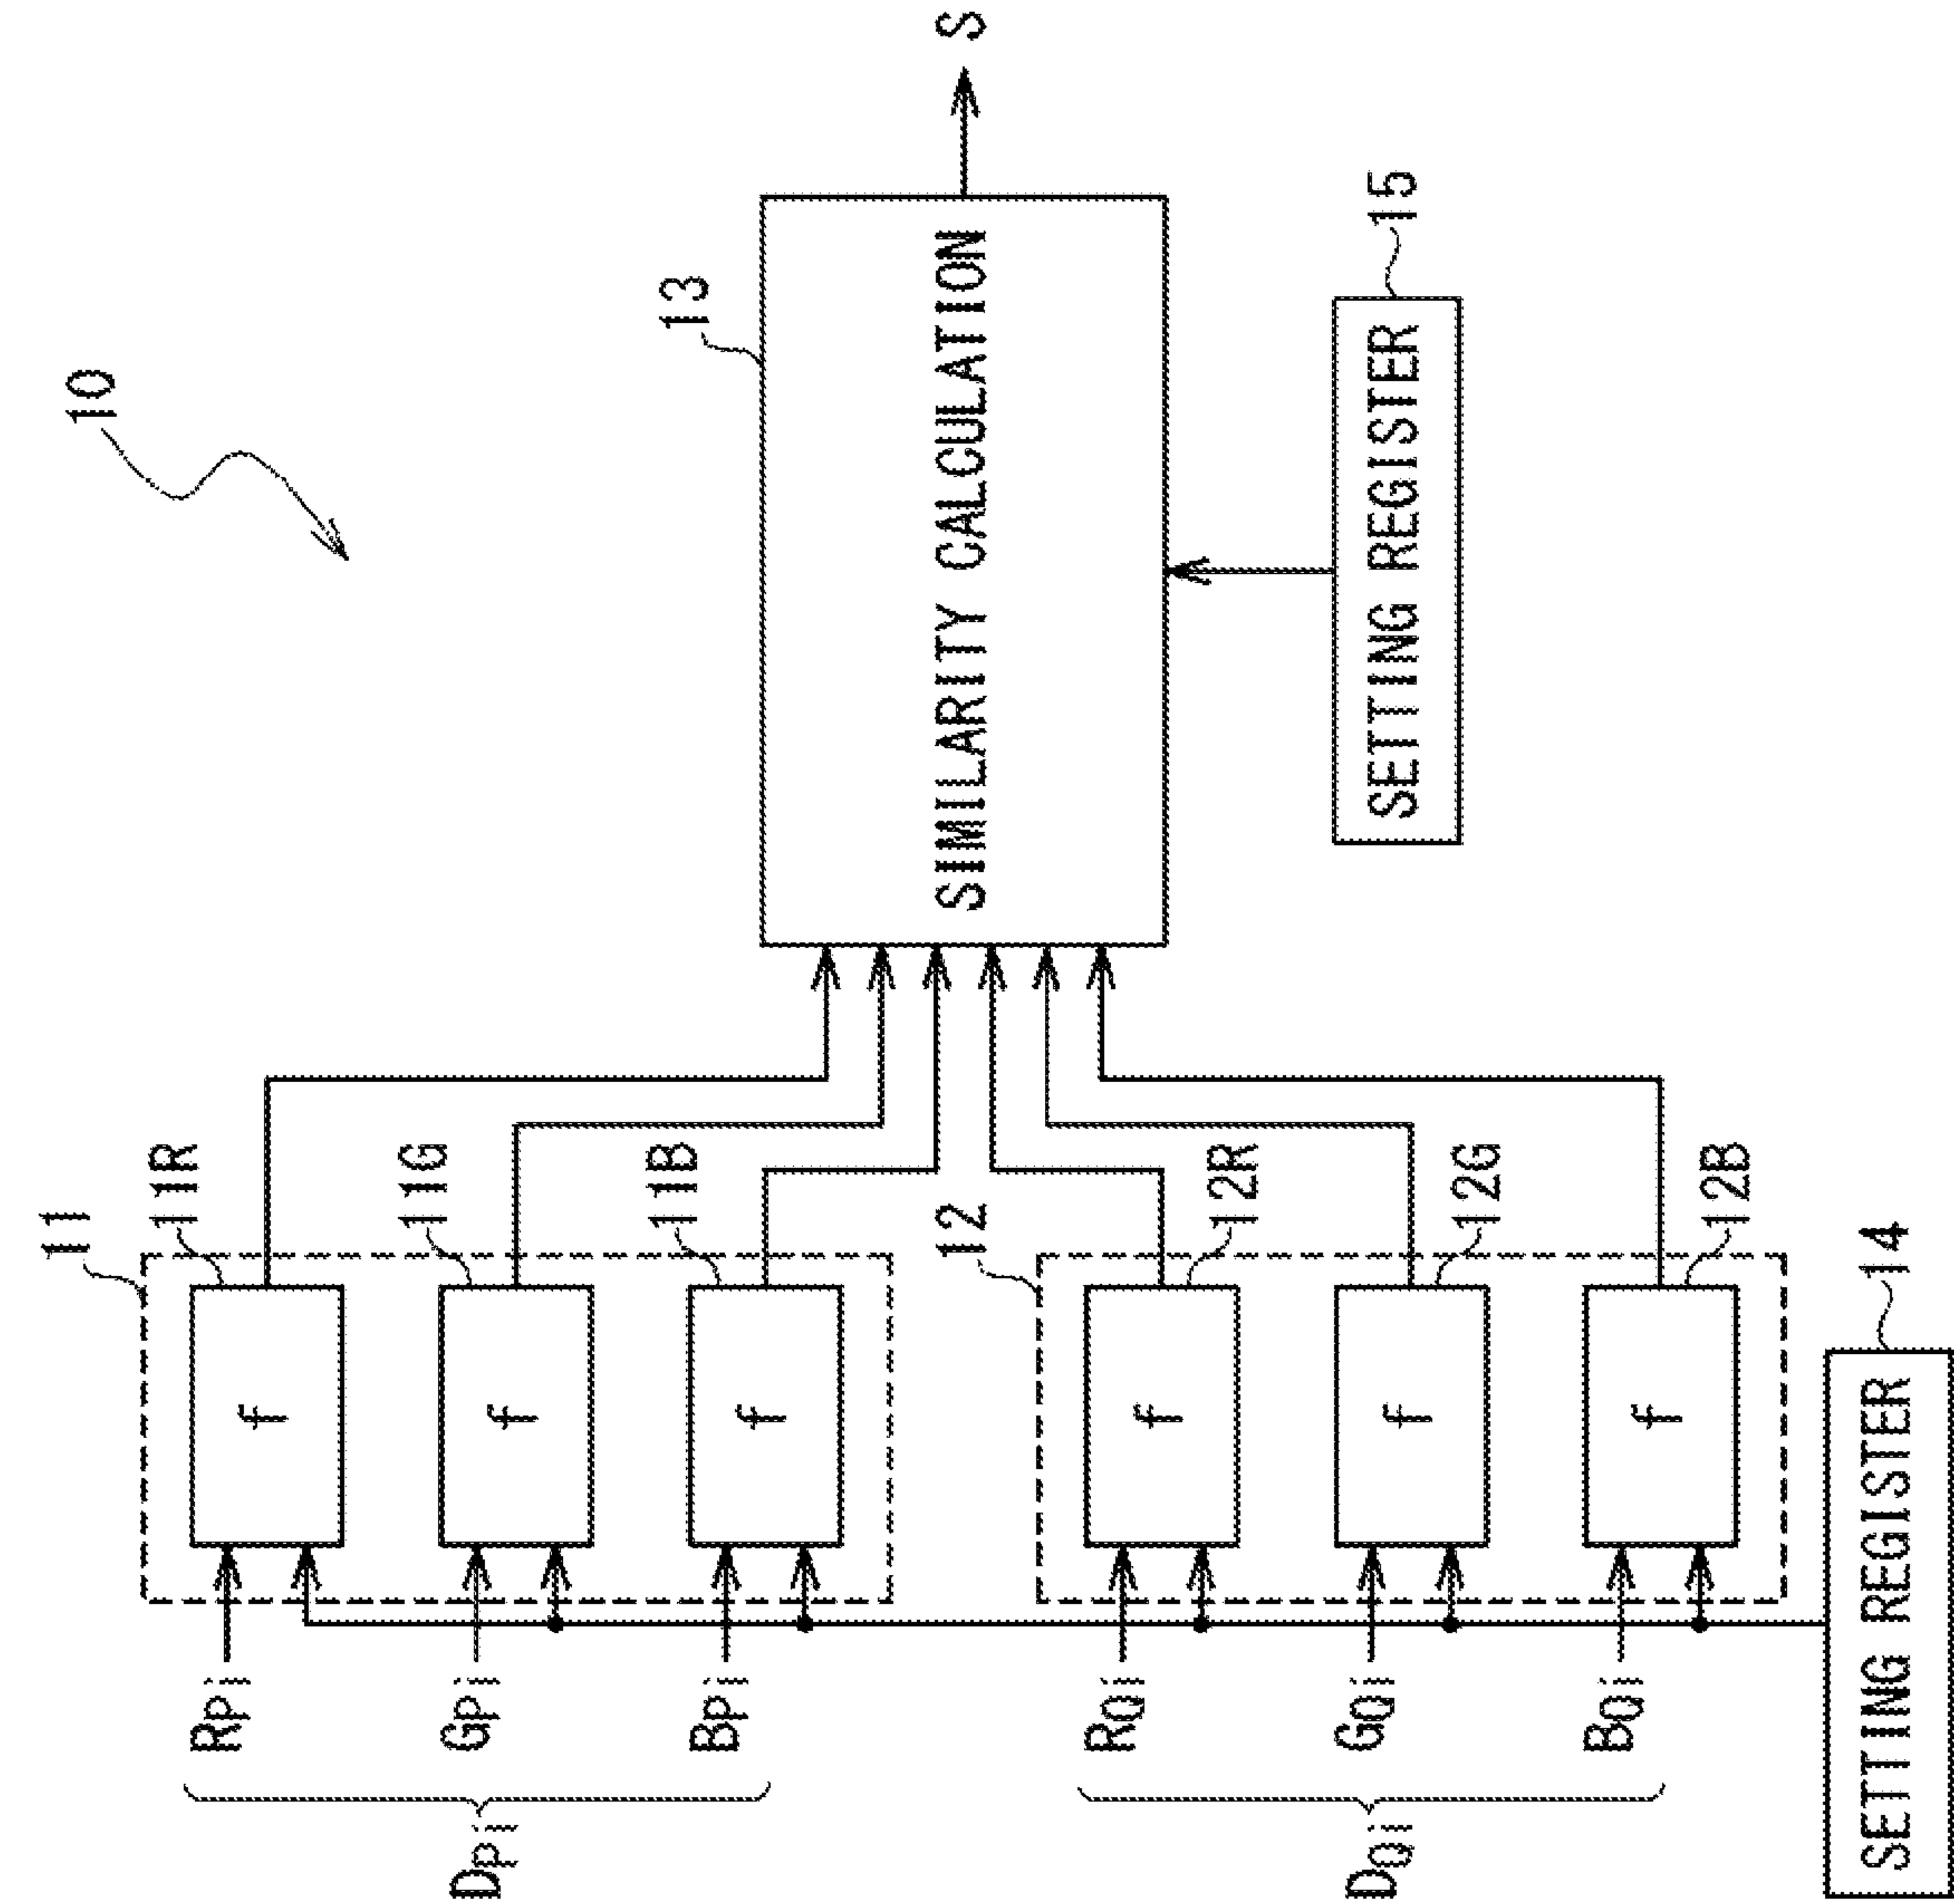 10
11
11R
11G
11B
12
12R
12G
12B
13
14
15
f
f
f
f
f
f
RPi
GPi
BPi
DPi
RQi
GQi
BQi
DQi
SIMILARITY CALCULATION
S
SETTING REGISTER
SETTING REGISTER